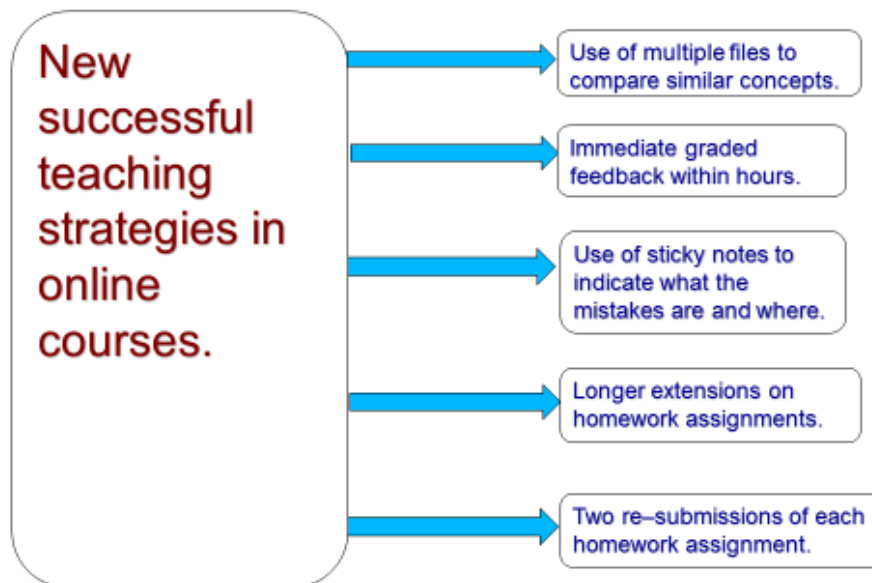 New
successful
teaching
strategies in
online
courses.
Use of multiple files to
compare similar concepts.
Immediate graded
feedback within hours.
Use of sticky notes to
indicate what the
mistakes are and where.
Longer extensions on
homework assignments.
Two re–submissions of each
homework assignment.